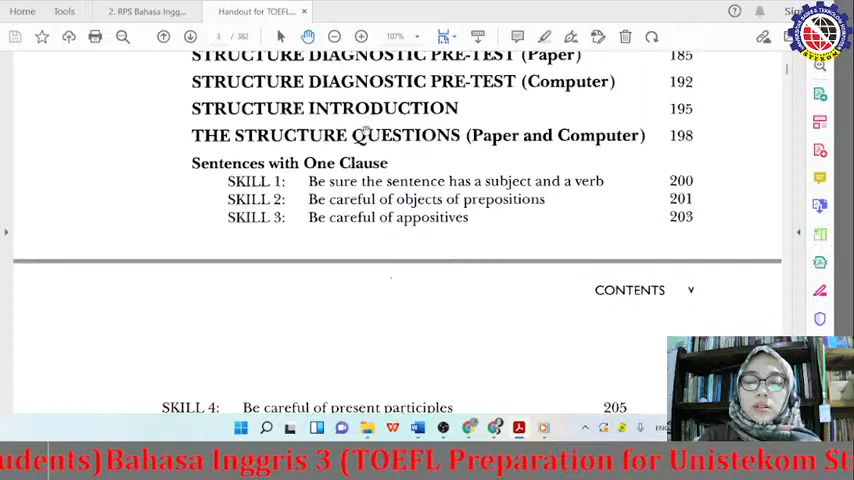 Home Tools 2. RPS Bahasa Ingg... Handout for TOEFL... × Sign
3 / 382 107%
STRUCTURE DIAGNOSTIC PRE-TEST (Paper) 185
STRUCTURE DIAGNOSTIC PRE-TEST (Computer) 192
STRUCTURE INTRODUCTION 195
THE STRUCTURE QUESTIONS (Paper and Computer) 198
Sentences with One Clause
SKILL 1: Be sure the sentence has a subject and a verb 200
SKILL 2: Be careful of objects of prepositions 201
SKILL 3: Be careful of appositives 203
CONTENTS v
SKILL 4: Be careful of present participles 205
ENG
udents) Bahasa Inggris 3 (TOEFL Preparation for Unistekom St
STEKOM